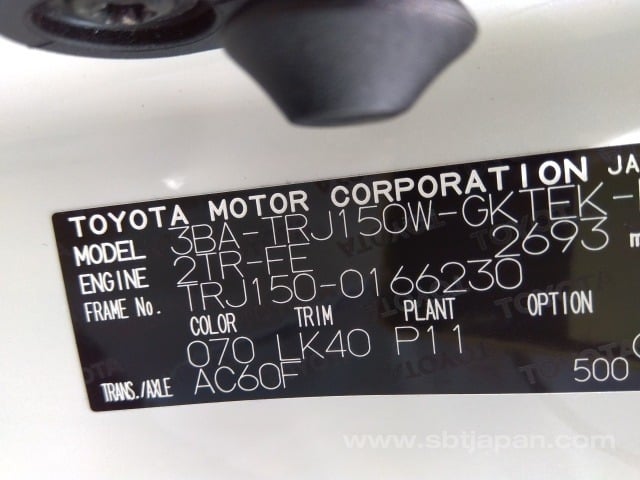 TOYOTA MOTOR CORPORATION JA
MODEL 3BA-TRJ150W-GKTEK-
ENGINE 2TR-FE 2693
FRAME No. TRJ150-0166230
COLOR TRIM PLANT OPTION
070 LK40 P11
TRANS./AXLE AC60F 500
www.sbtjapan.com